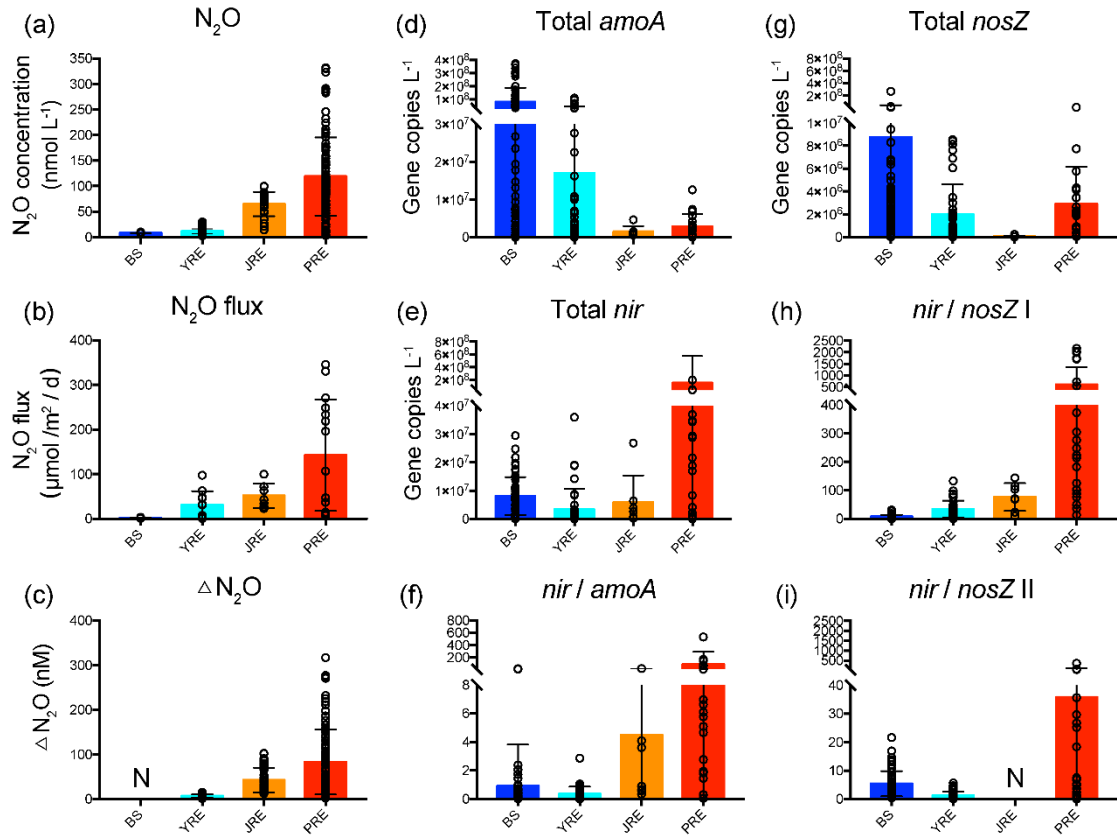 (a) N₂O
N₂O concentration
(nmol L⁻¹)
350
300
250
200
150
100
50
0
BS YRE JRE PRE
(d) Total amoA
Gene copies L⁻¹
4×10⁸
3×10⁸
2×10⁸
1×10⁸
3×10⁷
2×10⁷
1×10⁷
0
BS YRE JRE PRE
(g) Total nosZ
Gene copies L⁻¹
8×10⁸
6×10⁸
4×10⁸
2×10⁸
1×10⁷
8×10⁶
6×10⁶
4×10⁶
2×10⁶
0
BS YRE JRE PRE
(b) N₂O flux
N₂O flux
(μmol /m² / d)
400
300
200
100
0
BS YRE JRE PRE
(e) Total nir
Gene copies L⁻¹
8×10⁸
6×10⁸
4×10⁸
2×10⁸
4×10⁷
3×10⁷
2×10⁷
1×10⁷
0
BS YRE JRE PRE
(h) nir / nosZ I
2500
2000
1500
1000
500
400
300
200
100
0
BS YRE JRE PRE
(c) △N₂O
△N₂O (nM)
400
300
200
100
0
N
BS YRE JRE PRE
(f) nir / amoA
800
600
400
200
8
6
4
2
0
BS YRE JRE PRE
(i) nir / nosZ II
2500
2000
1500
1000
500
40
30
20
10
0
N
BS YRE JRE PRE